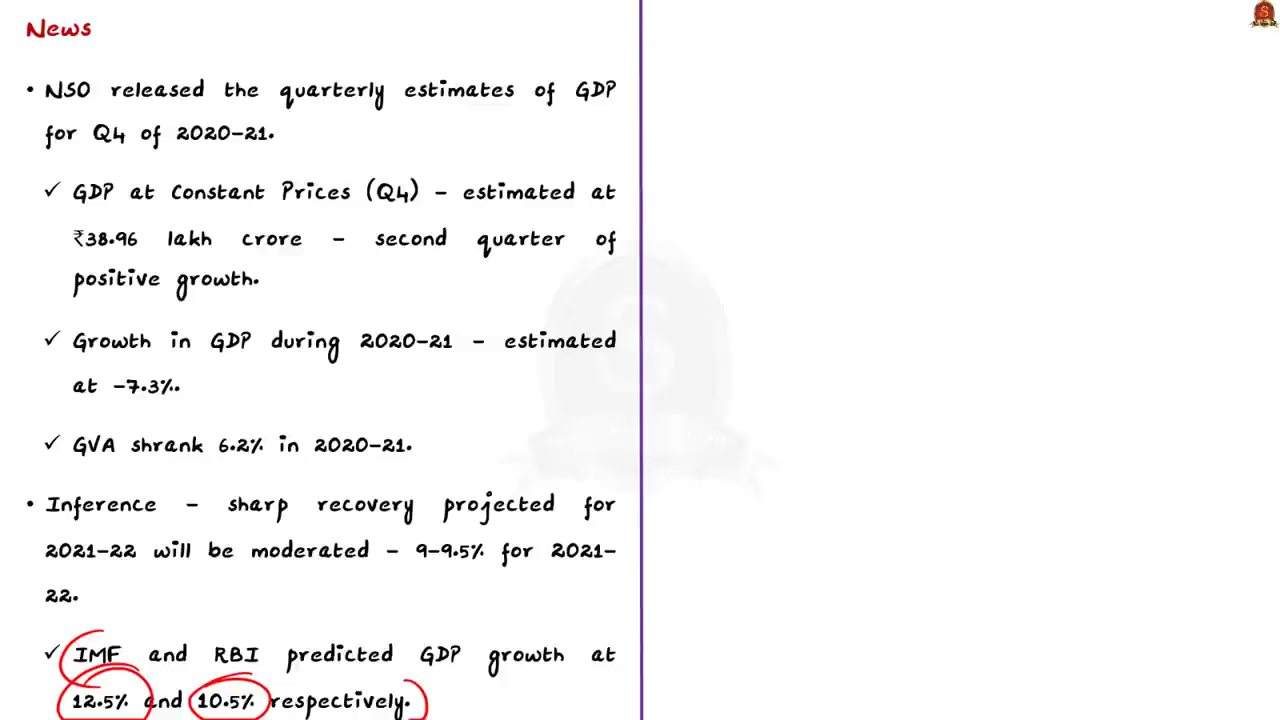 News
• NSO released the quarterly estimates of GDP
for Q4 of 2020-21.
✓ GDP at Constant Prices (Q4) - estimated at
₹38.96 lakh crore - second quarter of
positive growth.
✓ Growth in GDP during 2020-21 - estimated
at -7.3%.
✓ GVA shrank 6.2% in 2020-21.
• Inference - sharp recovery projected for
2021-22 will be moderated - 9-9.5% for 2021-
22.
✓ IMF and RBI predicted GDP growth at
12.5% and 10.5% respectively.